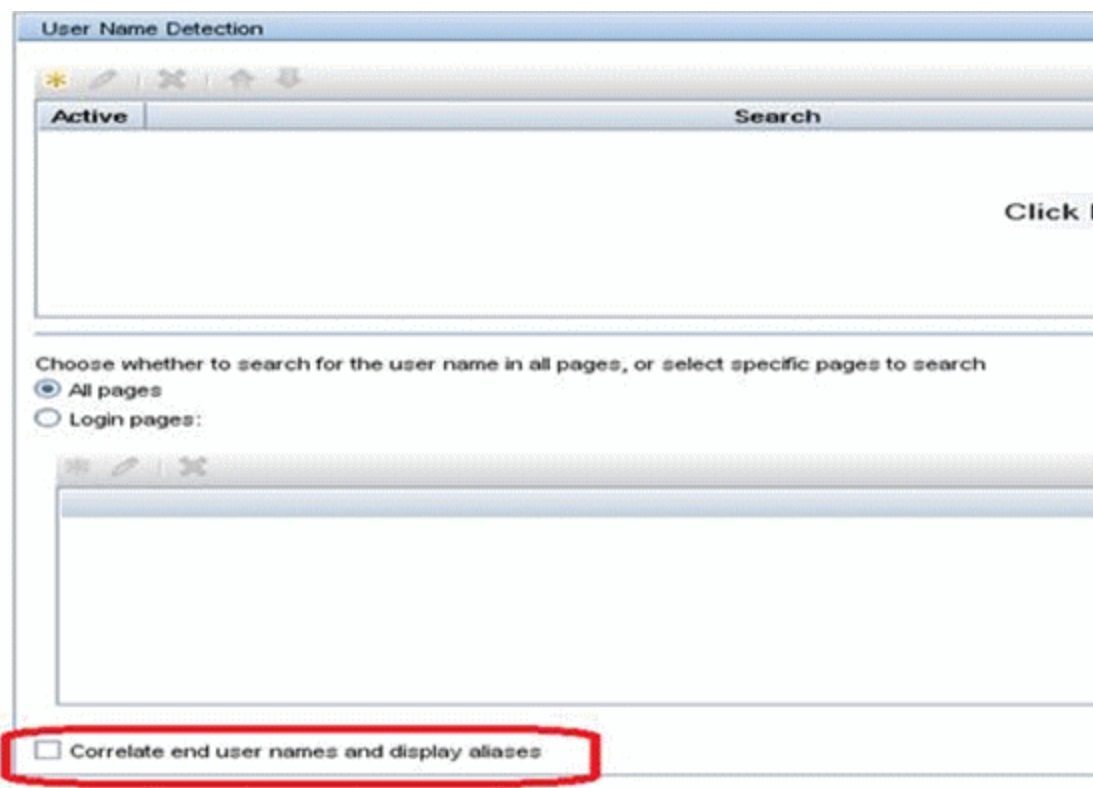 User Name Detection
Active Search
Click
Choose whether to search for the user name in all pages, or select specific pages to search
All pages
Login pages:
Correlate end user names and display aliases